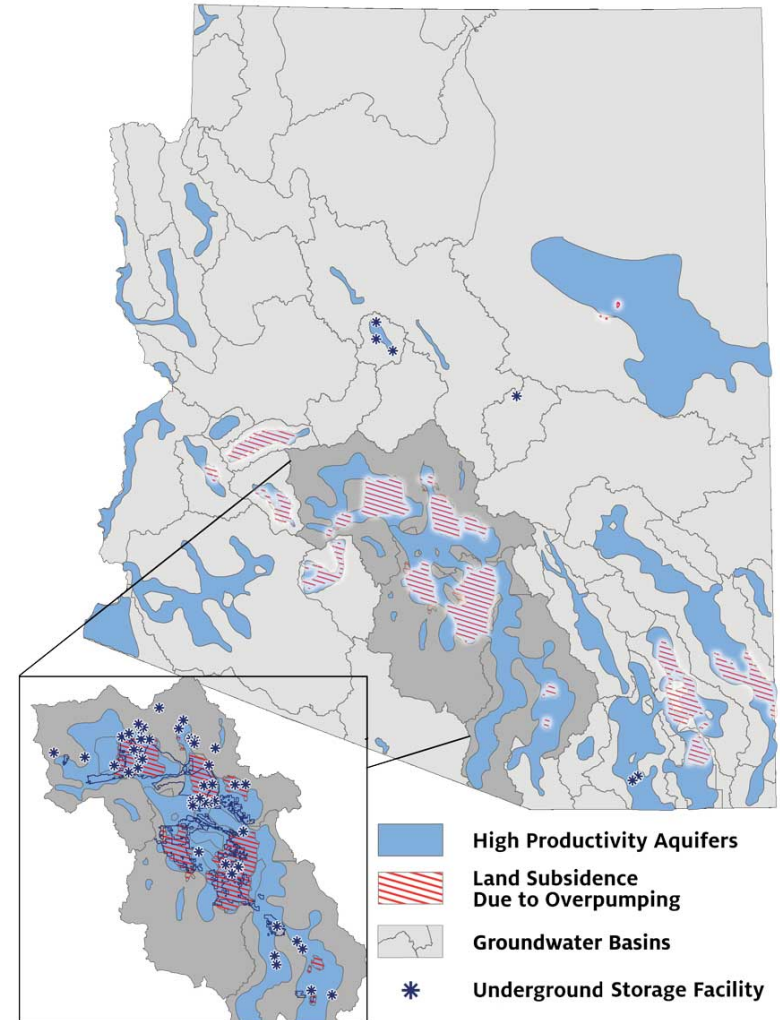 High Productivity Aquifers
Land Subsidence
Due to Overpumping
Groundwater Basins
Underground Storage Facility